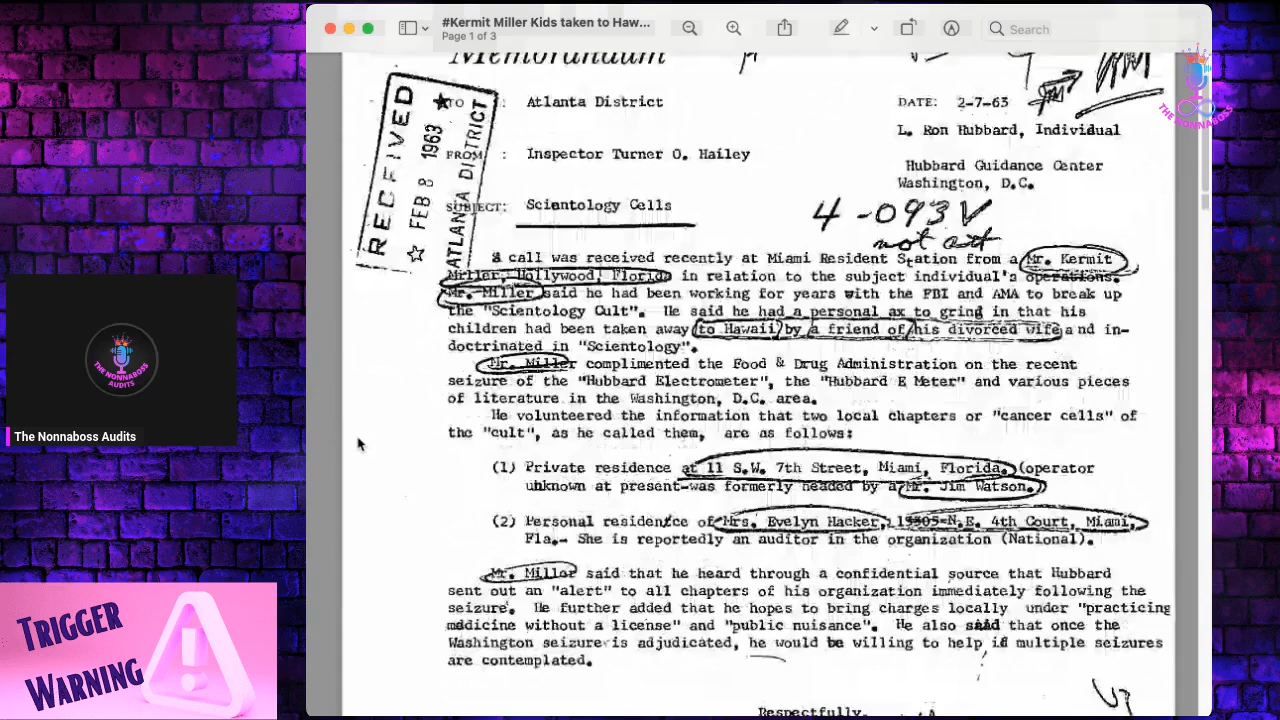 #Kermit Miller Kids taken to Haw...
Page 1 of 3
Search
Memorandum
TO : Atlanta District
DATE: 2-7-63
L. Ron Hubbard, Individual
FROM : Inspector Turner O. Hailey
Hubbard Guidance Center
Washington, D.C.
SUBJECT: Scientology Cells
4-093V
not art
RECEIVED
☆ FEB 8 1963 ★
ATLANTA DISTRICT
A call was received recently at Miami Resident Station from a Mr. Kermit
Mrller, Hollywood, Florida in relation to the subject individual's operations.
Mr. Miller said he had been working for years with the FBI and AMA to break up
the "Scientology Cult". He said he had a personal ax to gring in that his
children had been taken away to Hawaii by a friend of his divorced wife and in-
doctrinated in "Scientology".
Mr. Miller complimented the Food & Drug Administration on the recent
seizure of the "Hubbard Electrometer", the "Hubbard E Meter" and various pieces
of literature in the Washington, D.C. area.
He volunteered the information that two local chapters or "cancer cells" of
the "cult", as he called them, are as follows:
(1) Private residence at 11 S.W. 7th Street, Miami, Florida. (operator
uhknown at present-was formerly headed by a Mr. Jim Watson.)
(2) Personal residence of Mrs. Evelyn Hacker, N.E. 4th Court, Miami,
Fla.- She is reportedly an auditor in the organization (National).
Mr. Miller said that he heard through a confidential source that Hubbard
sent out an "alert" to all chapters of his organization immediately following the
seizure. He further added that he hopes to bring charges locally under "practicing
medicine without a license" and "public nuisance". He also said that once the
Washington seizure is adjudicated, he would be willing to help if multiple seizures
are contemplated.
Respectfully,
THE NONNABOSS
THE NONNABOSS
AUDITS
The Nonnaboss Audits
TRIGGER
WARNING